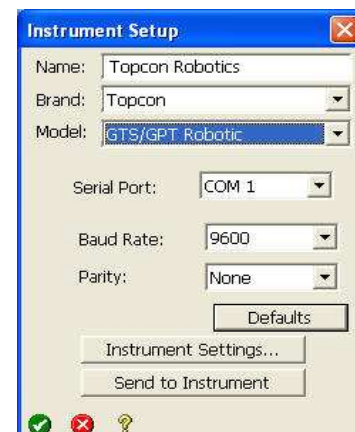 Instrument Setup
Name: Topcon Robotics
Brand: Topcon
Model: GTS/GPT Robotic
Serial Port: COM 1
Baud Rate: 9600
Parity: None
Defaults
Instrument Settings...
Send to Instrument